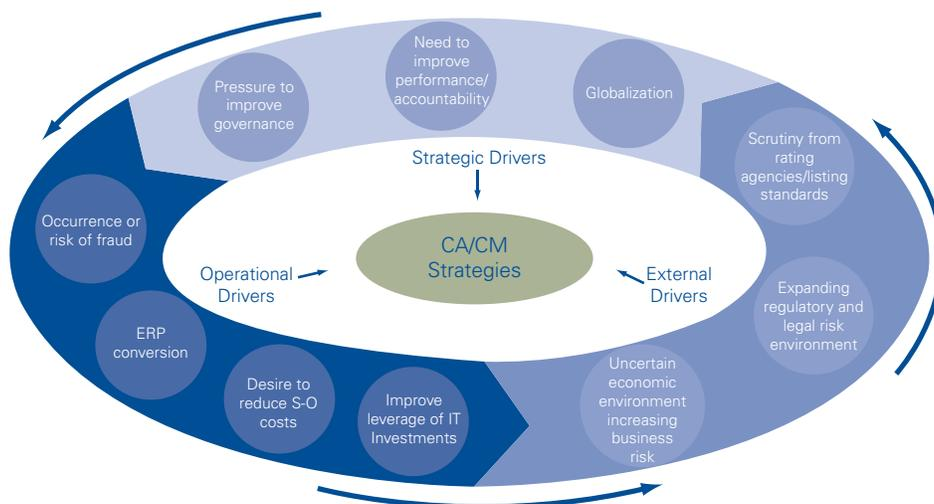 Need to
improve
performance/
accountability
Pressure to
improve
governance
Globalization
Scrutiny from
rating
agencies/listing
standards
Strategic Drivers
Occurrence or
risk of fraud
CA/CM
Strategies
Operational
Drivers
External
Drivers
Expanding
regulatory and
legal risk
environment
ERP
conversion
Desire to
reduce S-O
costs
Improve
leverage of IT
Investments
Uncertain
economic
environment
increasing
business
risk